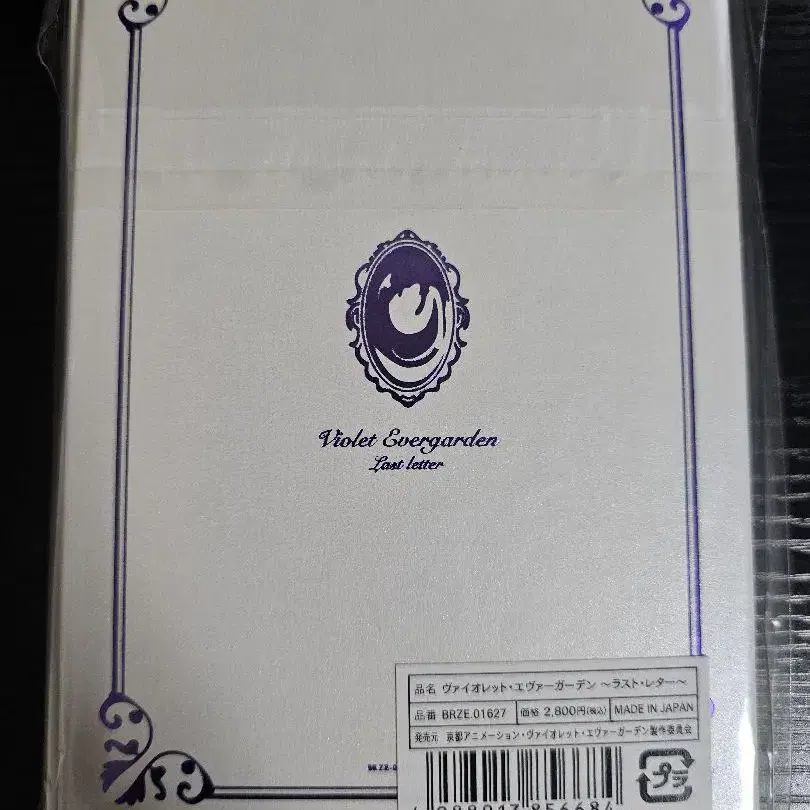 Violet Evergarden
Last letter
品名 ヴァイオレット・エヴァーガーデン ～ラスト・レター～
品番 BRZE.01627 価格 2,800円(税込) MADE IN JAPAN
発売元 京都アニメーション・ヴァイオレット・エヴァーガーデン製作委員会
プラ